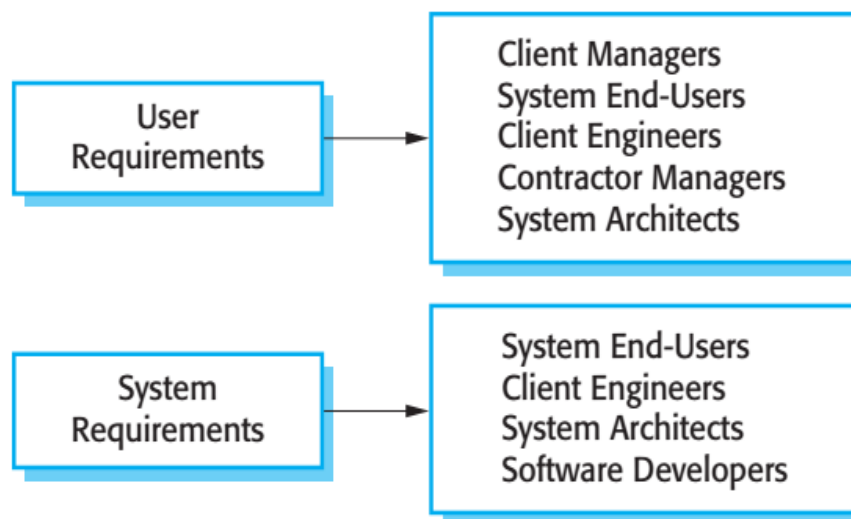 User
Requirements
Client Managers
System End-Users
Client Engineers
Contractor Managers
System Architects
System
Requirements
System End-Users
Client Engineers
System Architects
Software Developers